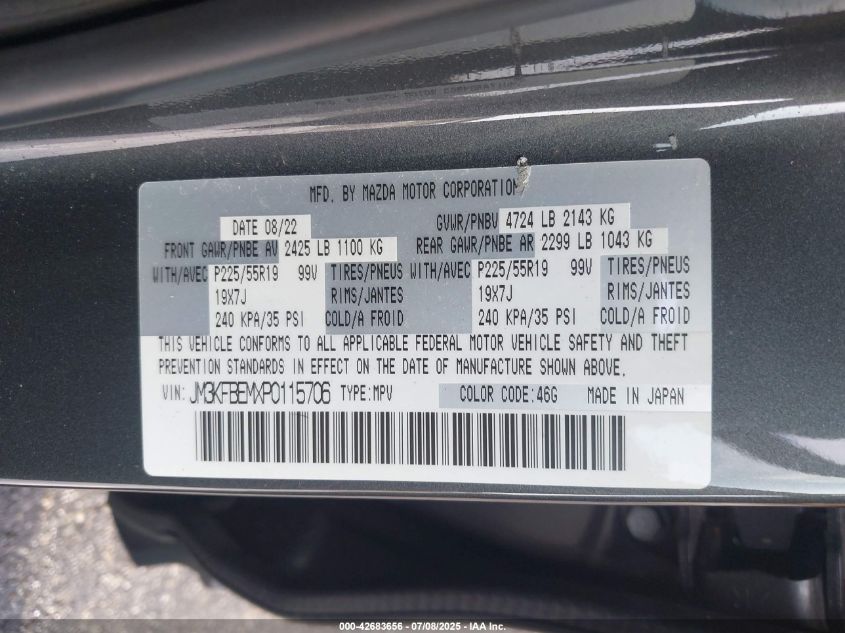 MFD. BY MAZDA MOTOR CORPORATION
DATE 08/22 GVWR/PNBV 4724 LB 2143 KG
FRONT GAWR/PNBE AV 2425 LB 1100 KG REAR GAWR/PNBE AR 2299 LB 1043 KG
WITH/AVEC P225/55R19 99V TIRES/PNEUS WITH/AVEC P225/55R19 99V TIRES/PNEUS
19X7J RIMS/JANTES 19X7J RIMS/JANTES
240 KPA/35 PSI COLD/A FROID 240 KPA/35 PSI COLD/A FROID
THIS VEHICLE CONFORMS TO ALL APPLICABLE FEDERAL MOTOR VEHICLE SAFETY AND THEFT
PREVENTION STANDARDS IN EFFECT ON THE DATE OF MANUFACTURE SHOWN ABOVE.
VIN: JM3KFBEMXP0115706 TYPE:MPV COLOR CODE:46G MADE IN JAPAN
000-42683656 - 07/08/2025 - IAA Inc.